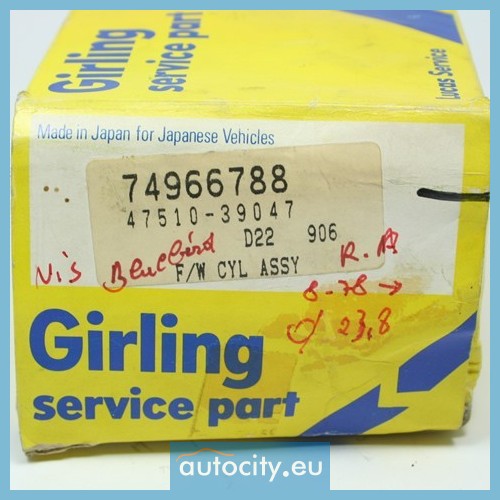 Girling
service part
Lucas Service
Made in Japan for Japanese Vehicles
74966788
47510-39047
D22 906
F/W CYL ASSY
Nis Bluebird R.A
8-78→
∅ 23,8
Girling
service part
autocity.eu